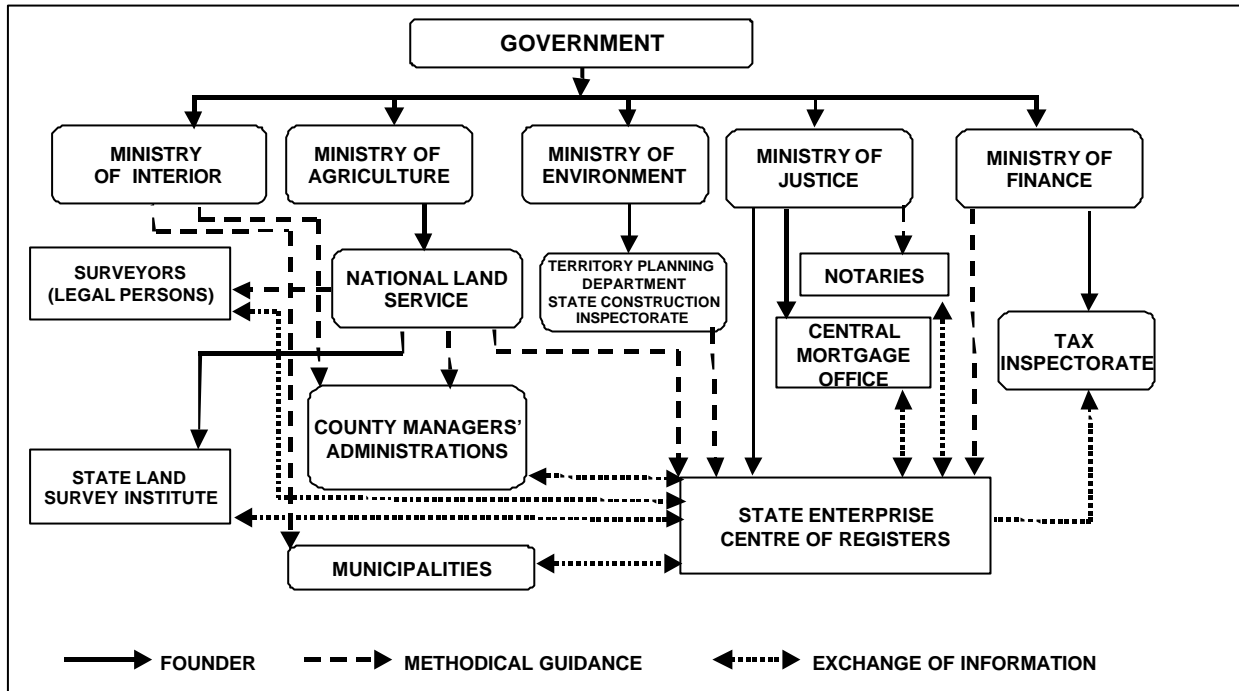 GOVERNMENT
MINISTRY
OF INTERIOR
MINISTRY OF
AGRICULTURE
MINISTRY OF
ENVIRONMENT
MINISTRY OF
JUSTICE
MINISTRY OF
FINANCE
SURVEYORS
(LEGAL PERSONS)
NATIONAL LAND
SERVICE
TERRITORY PLANNING
DEPARTMENT
STATE CONSTRUCTION
INSPECTORATE
NOTARIES
CENTRAL
MORTGAGE
OFFICE
TAX
INSPECTORATE
COUNTY MANAGERS’
ADMINISTRATIONS
STATE LAND
SURVEY INSTITUTE
STATE ENTERPRISE
CENTRE OF REGISTERS
MUNICIPALITIES
FOUNDER
METHODICAL GUIDANCE
EXCHANGE OF INFORMATION